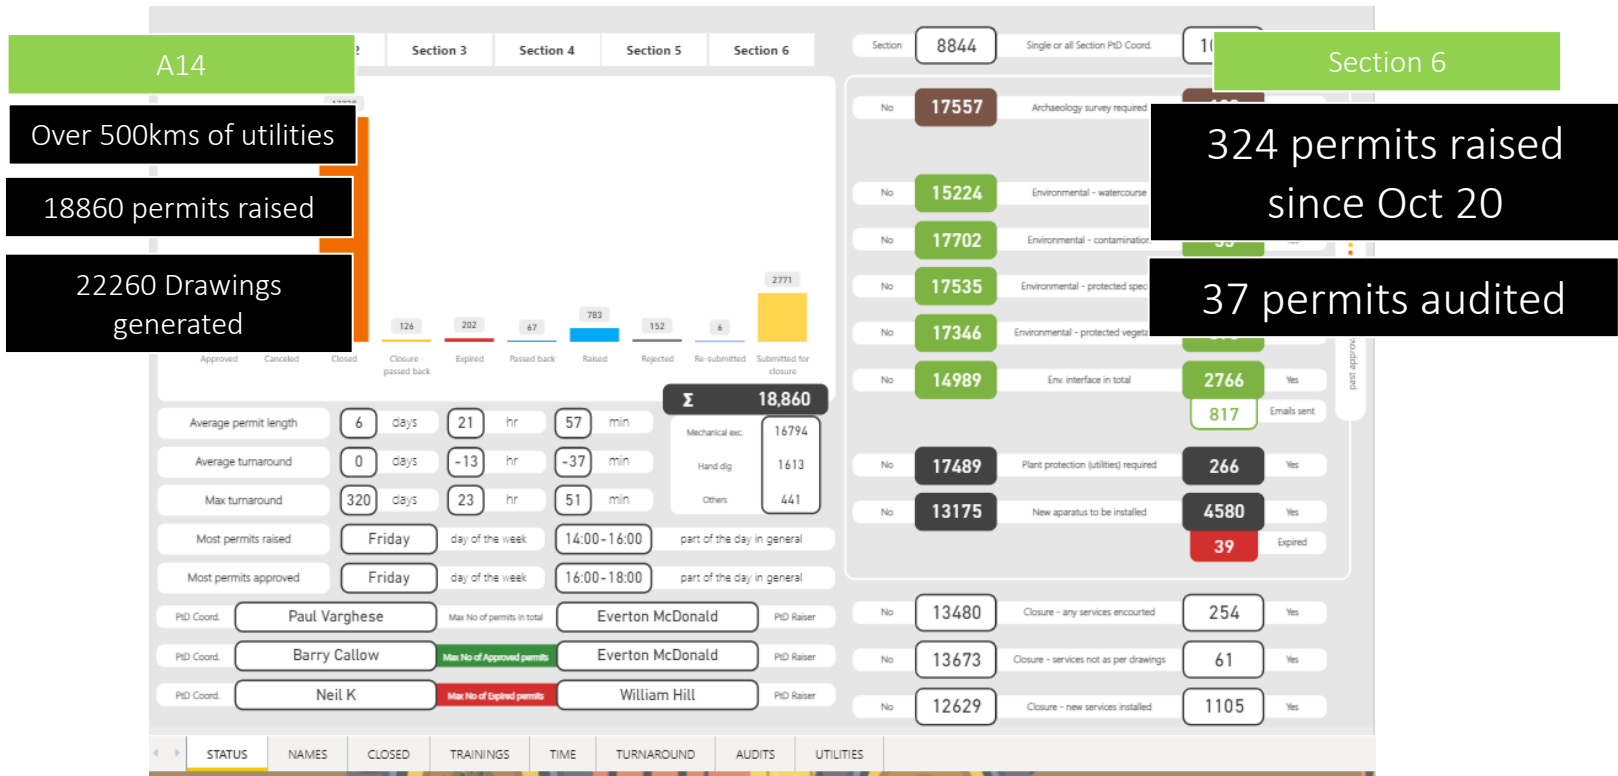 A14
Over 500kms of utilities
18860 permits raised
22260 Drawings
generated
Section 3 Section 4 Section 5 Section 6
126 202 67 783 152 6 2771
Approved Canceled Closed Closure - Expired Passed back Raised Rejected Re-submitted Submitted for
passed back closure
Σ 18,860
Mechanical exc. 16794
Hand dig 1613
Others 441
Average permit length 6 days 21 hr 57 min
Average turnaround 0 days -13 hr -37 min
Max turnaround 320 days 23 hr 51 min
Most permits raised Friday day of the week 14:00-16:00 part of the day in general
Most permits approved Friday day of the week 16:00-18:00 part of the day in general
PtD Coord. Paul Varghese Max No of permits in total Everton McDonald PtD Raiser
PtD Coord. Barry Callow Max No of Approved permits Everton McDonald PtD Raiser
PtD Coord. Neil K Max No of Expired permits William Hill PtD Raiser
Section 8844 Single or all Section PtD Coord.
No 17557 Archaeology survey required
No 15224 Environmental - watercourse
No 17702 Environmental - contamination
No 17535 Environmental - protected
No 17346 Environmental - protected
No 14989 Env. interface in total 2766 Yes
817 Emails sent
No 17489 Plant protection (utilities) required 266 Yes
No 13175 New aparatus to be installed 4580 Yes
39 Expired
No 13480 Closure - any services encourted 254 Yes
No 13673 Closure - services not as per drawings 61 Yes
No 12629 Closure - new services installed 1105 Yes
past
Section 6
324 permits raised
since Oct 20
37 permits audited
STATUS NAMES CLOSED TRAININGS TIME TURNAROUND AUDITS UTILITIES